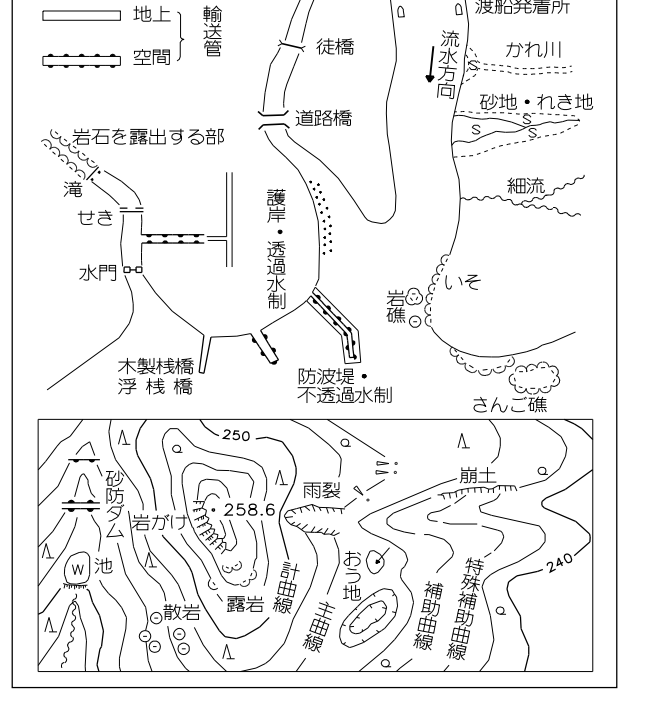 渡船発着所
地上
輸送管
空間
徒橋
流水方向
かれ川
S
道路橋
砂地・れき地
S
S
S
岩石を露出する部
滝
細流
せき
護岸・透過水制
水門
いそ
岩礁
木製桟橋
浮桟橋
防波堤・
不透過水制
さんご礁
250
砂防ダム
雨裂
崩土
岩がけ
258.6
W
池
計曲線
おう地
240
特殊補助曲線
補助曲線
散岩
露岩
主曲線